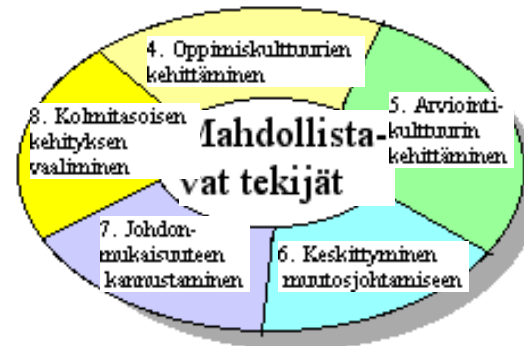 4. Oppimiskulttuurien
kehittäminen
5. Arviointi-
kulttuurin
kehittäminen
6. Keskittyminen
muutosjohtamiseen
7. Johdon-
mukaisuuteen
kannustaminen
8. Kolmitasoisen
kehityksen
vaaliminen
Mahdollista-
vat tekijät